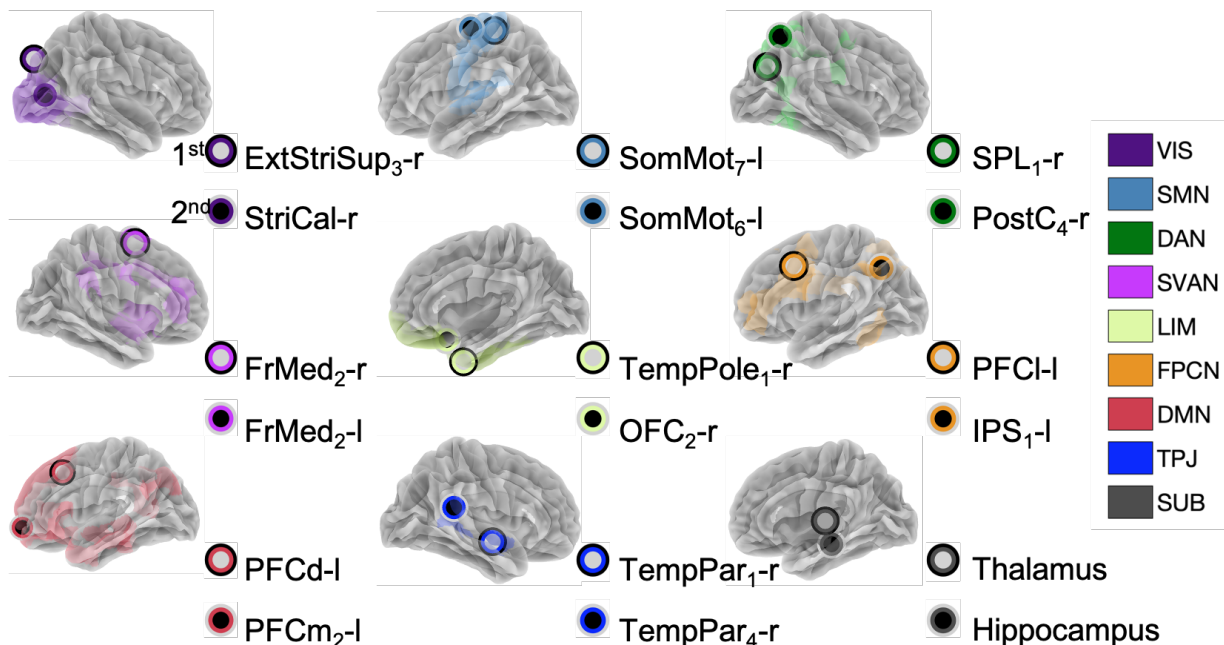 1st ExtStriSup₃-r SomMot₇-l SPL₁-r
2nd StriCal-r SomMot₆-l PostC₄-r
FrMed₂-r TempPole₁-r PFCl-l
FrMed₂-l OFC₂-r IPS₁-l
PFCd-l TempPar₁-r Thalamus
PFCm₂-l TempPar₄-r Hippocampus
VIS
SMN
DAN
SVAN
LIM
FPCN
DMN
TPJ
SUB